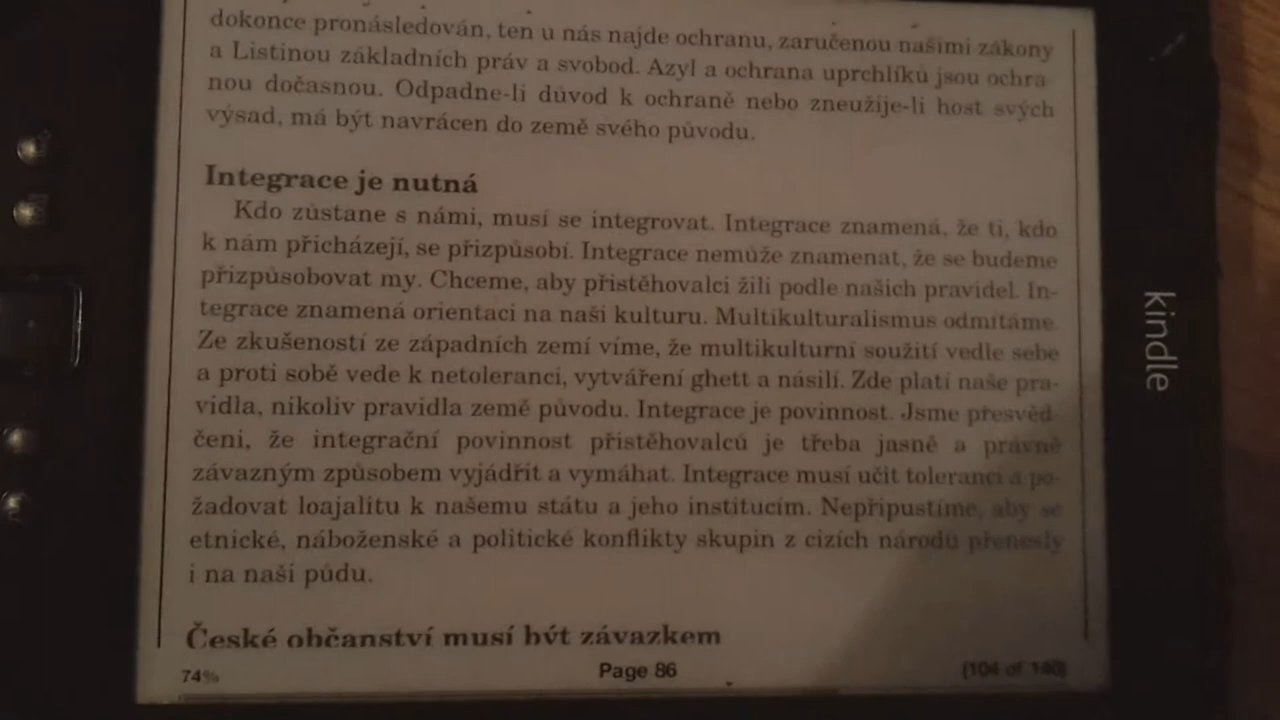 dokonce pronásledován, ten u nás najde ochranu, zaručenou našimi zákony
a Listinou základních práv a svobod. Azyl a ochrana uprchlíků jsou ochra
nou dočasnou. Odpadne-li důvod k ochraně nebo zneužije-li host svých
výsad, má být navrácen do země svého původu.
Integrace je nutná
Kdo zůstane s námi, musí se integrovat. Integrace znamená, že ti, kdo
k nám přicházejí, se přizpůsobí. Integrace nemůže znamenat, že se budeme
přizpůsobovat my. Chceme, aby přistěhovalci žili podle našich pravidel. In-
tegrace znamená orientaci na naši kulturu. Multikulturalismus odmítáme.
Ze zkušeností ze západních zemí víme, že multikulturní soužití vedle sebe
a proti sobě vede k netoleranci, vytváření ghett a násilí. Zde platí naše pra-
vidla, nikoliv pravidla země původu. Integrace je povinnost. Jsme přesvěd-
čeni, že integrační povinnost přistěhovalců je třeba jasně a právně
závazným způsobem vyjádřit a vymáhat. Integrace musí učit toleranci a po-
žadovat loajalitu k našemu státu a jeho institucím. Nepřipustíme, aby se
etnické, náboženské a politické konflikty skupin z cizích národů přenesly
i na naši půdu.
České občanství musí být závazkem
74%
Page 86
(104 of 140)
kindle